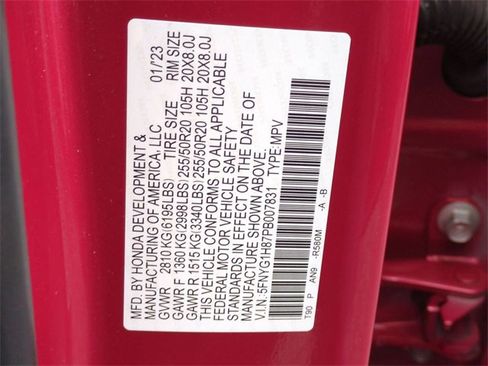 MFD. BY HONDA DEVELOPMENT & 01/23
MANUFACTURING OF AMERICA, LLC
TIRE SIZE RIM SIZE
GVWR 2810 KG(6195LBS)
GAWR F 1360 KG(2998LBS) 255/50R20 105H 20X8.0J
GAWR R 1515 KG(3340LBS) 255/50R20 105H 20X8.0J
THIS VEHICLE CONFORMS TO ALL APPLICABLE
FEDERAL MOTOR VEHICLE SAFETY
STANDARDS IN EFFECT ON THE DATE OF
MANUFACTURE SHOWN ABOVE.
V.I.N: 5FNYG1H87PB007831 TYPE:MPV
T90 P AN9 -R580M -A -B